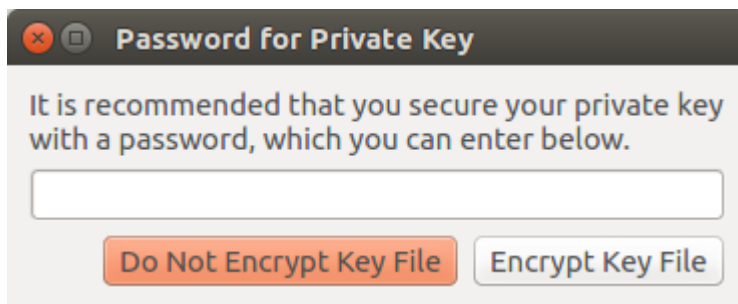 Password for Private Key
It is recommended that you secure your private key
with a password, which you can enter below.
Do Not Encrypt Key File Encrypt Key File